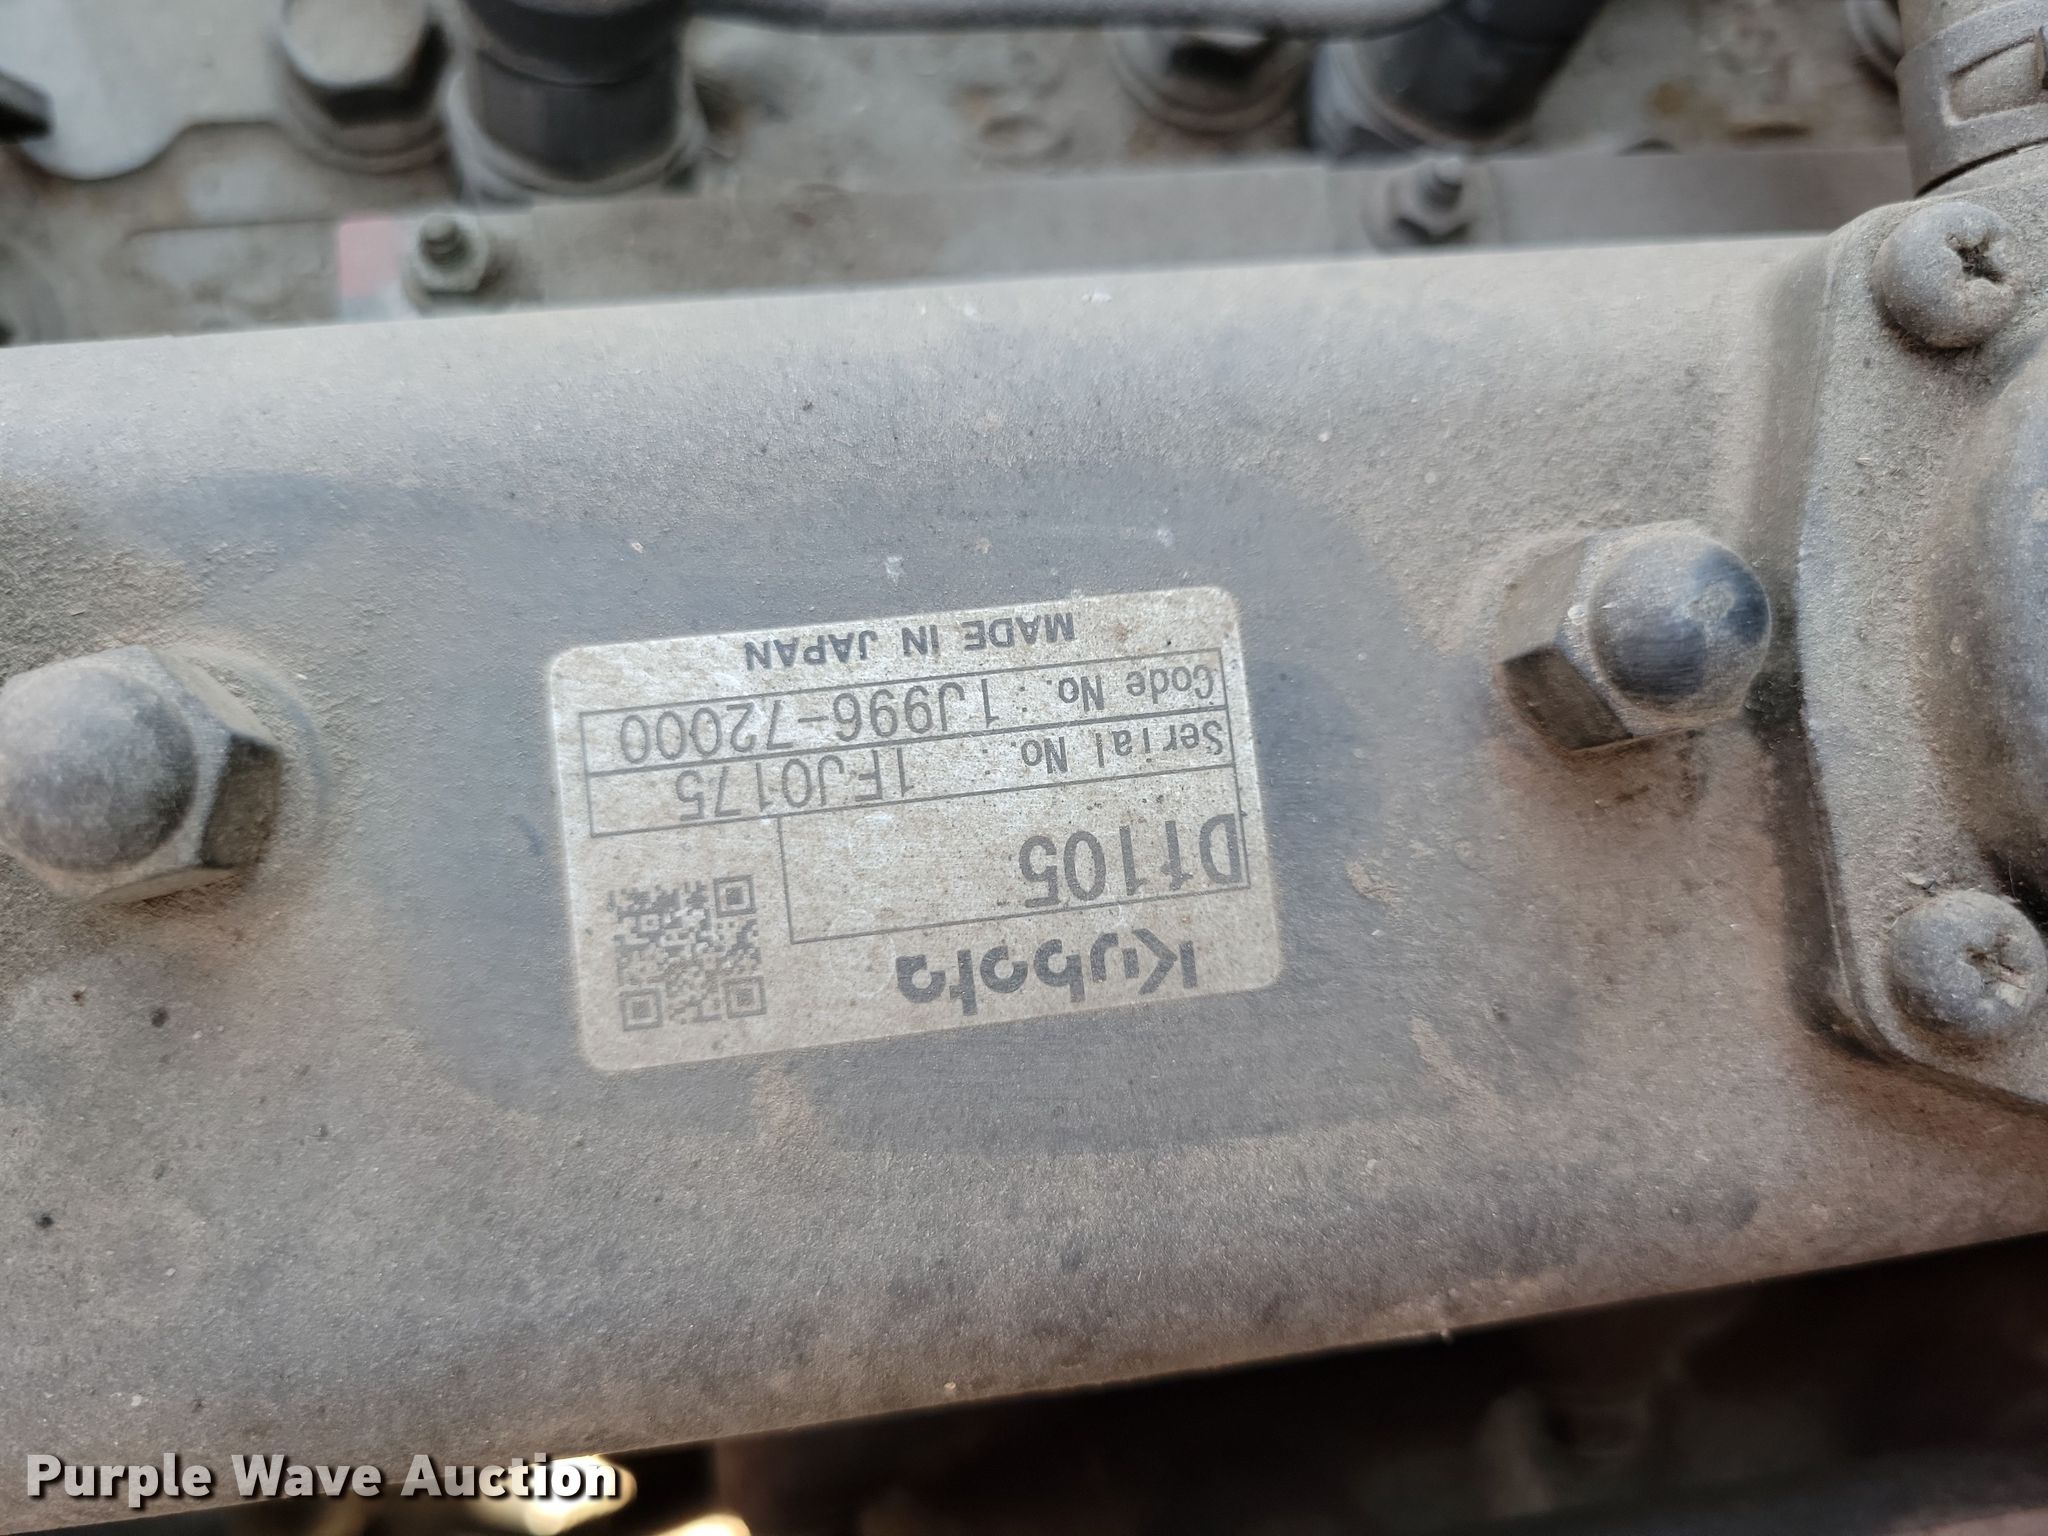 Kubota
D1105
Serial No. 1FJ0175
Code No. : 1J996-72000
MADE IN JAPAN
Purple Wave Auction